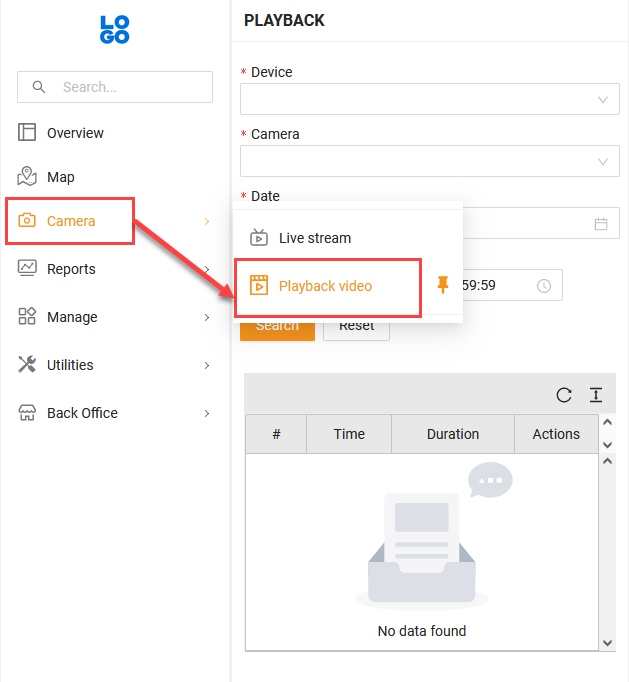 LO
GO
Search...
Overview
Map
Camera
Reports
Manage
Utilities
Back Office
PLAYBACK
* Device
* Camera
* Date
Live stream
Playback video
59:59
Search
Reset
# Time Duration Actions
No data found